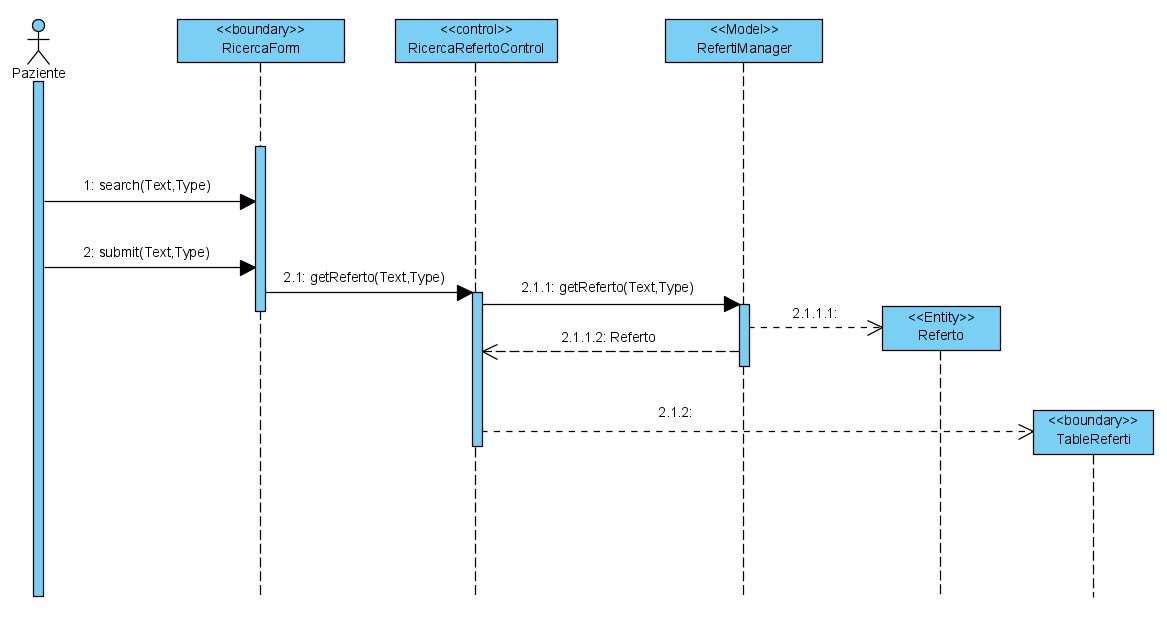 <<boundary>>
RicercaForm
<<control>>
RicercaRefertoControl
<<Model>>
RefertiManager
Paziente
1: search(Text,Type)
2: submit(Text,Type)
2.1: getReferto(Text,Type)
2.1.1: getReferto(Text,Type)
2.1.1.1:
<<Entity>>
Referto
2.1.1.2: Referto
2.1.2:
<<boundary>>
TableReferti